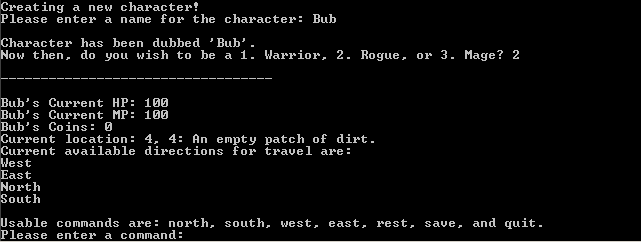 Creating a new character!
Please enter a name for the character: Bub
Character has been dubbed 'Bub'.
Now then, do you wish to be a 1. Warrior, 2. Rogue, or 3. Mage? 2
----------------------------------
Bub's Current HP: 100
Bub's Current MP: 100
Bub's Coins: 0
Current location: 4, 4: An empty patch of dirt.
Current available directions for travel are:
West
East
North
South
Usable commands are: north, south, west, east, rest, save, and quit.
Please enter a command: